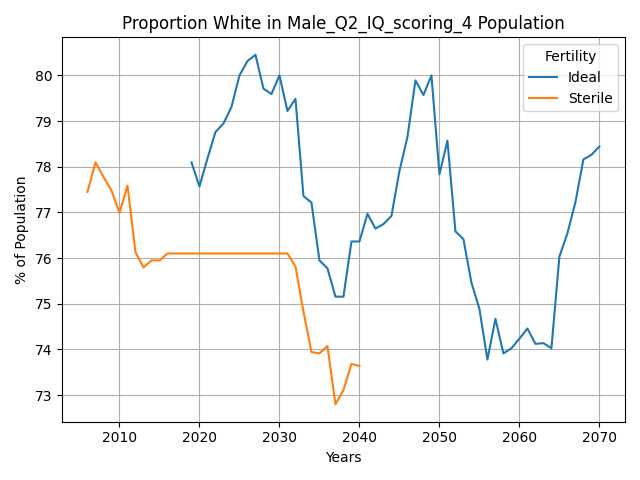 Proportion White in Male_Q2_IQ_scoring_4 Population
Fertility
Ideal
Sterile
% of Population
80
79
78
77
76
75
74
73
2010 2020 2030 2040 2050 2060 2070
Years